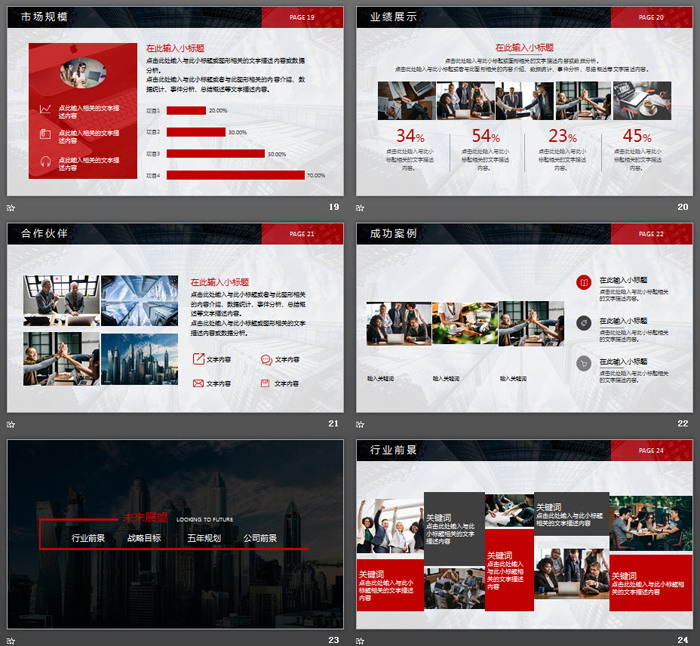 市场规模
PAGE 19
在此输入小标题
点击此处输入与此小标题或图形相关的文字描述内容或数据
分析。
点击此处输入与此小标题或者与此图形相关的内容介绍、数
据统计、事件分析、总结概述等文字描述内容。
点此输入相关的文字描
述内容
点此输入相关的文字描
述内容
点此输入相关的文字描
述内容
项目1
20.00%
项目2
30.00%
项目3
50.00%
项目4
70.00%
19
业绩展示
PAGE 20
在此输入小标题
点击此处输入与此小标题或图形相关的文字描述内容或数据分析。
点击此处输入与此小标题或者与此图形相关的内容介绍、数据统计、事件分析、总结概述等文字描述内容。
34%
54%
23%
45%
点击此处输入与此小
标题相关的文字描述
内容。
点击此处输入与此小
标题相关的文字描述
内容。
点击此处输入与此小
标题相关的文字描述
内容。
点击此处输入与此小
标题相关的文字描述
内容。
20
合作伙伴
PAGE 21
在此输入小标题
点击此处输入与此小标题或者与此图形相关
的内容介绍、数据统计、事件分析、总结概
述等文字描述内容。
点击此处输入与此小标题或图形相关的文字
描述内容或数据分析。
文字内容
文字内容
文字内容
文字内容
21
成功案例
PAGE 22
在此输入小标题
点击此处输入与此小标题相关
的文字描述内容。
在此输入小标题
点击此处输入与此小标题相关
的文字描述内容。
在此输入小标题
点击此处输入与此小标题相关
的文字描述内容。
输入关键词
输入关键词
输入关键词
22
未来展望
LOOKING TO FUTURE
行业前景
战略目标
五年规划
公司前景
23
行业前景
PAGE 24
关键词
点击此处输入与此小
标题相关的文字描述
内容
关键词
点击此处输入与此小标
题相关的文字描述内容
关键词
点击此处输入与
此小标题相关的
文字描述内容
关键词
点击此处输入与此小
标题相关的文字描述
内容
关键词
点击此处输入与此小标题
相关的文字描述内容
24